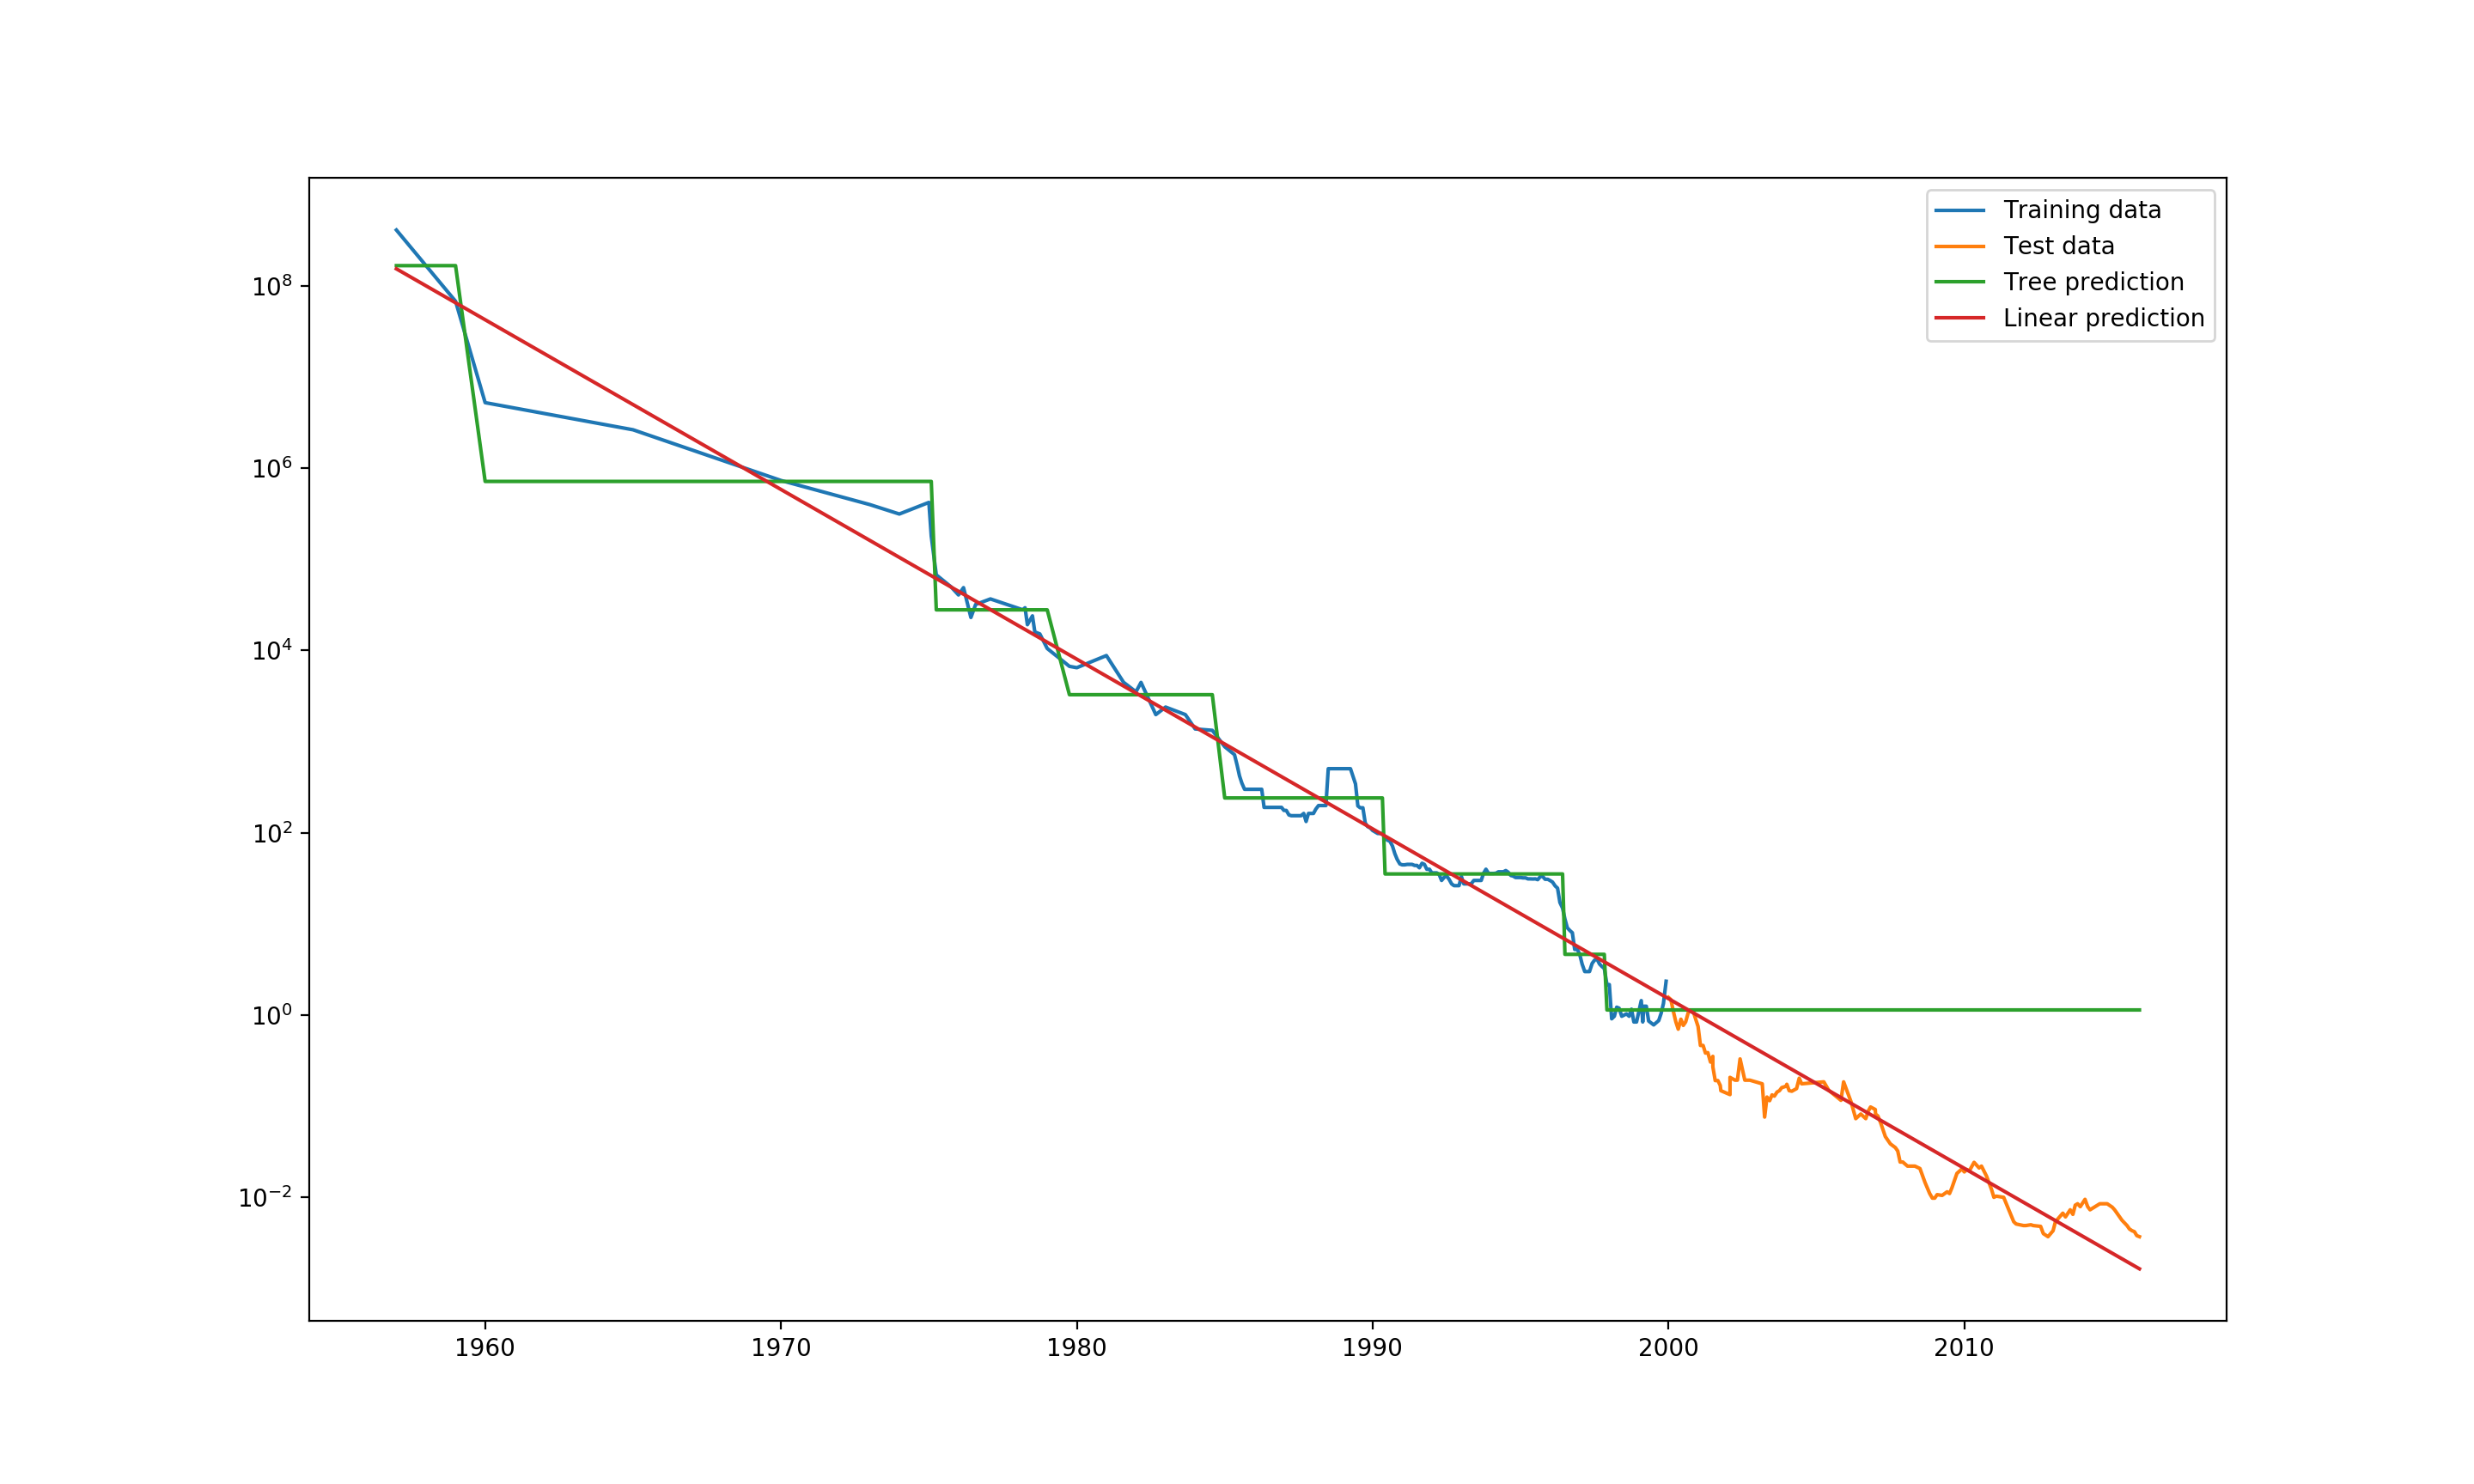 Training data
Test data
Tree prediction
Linear prediction
10⁸
10⁶
10⁴
10²
10⁰
10⁻²
1960 1970 1980 1990 2000 2010